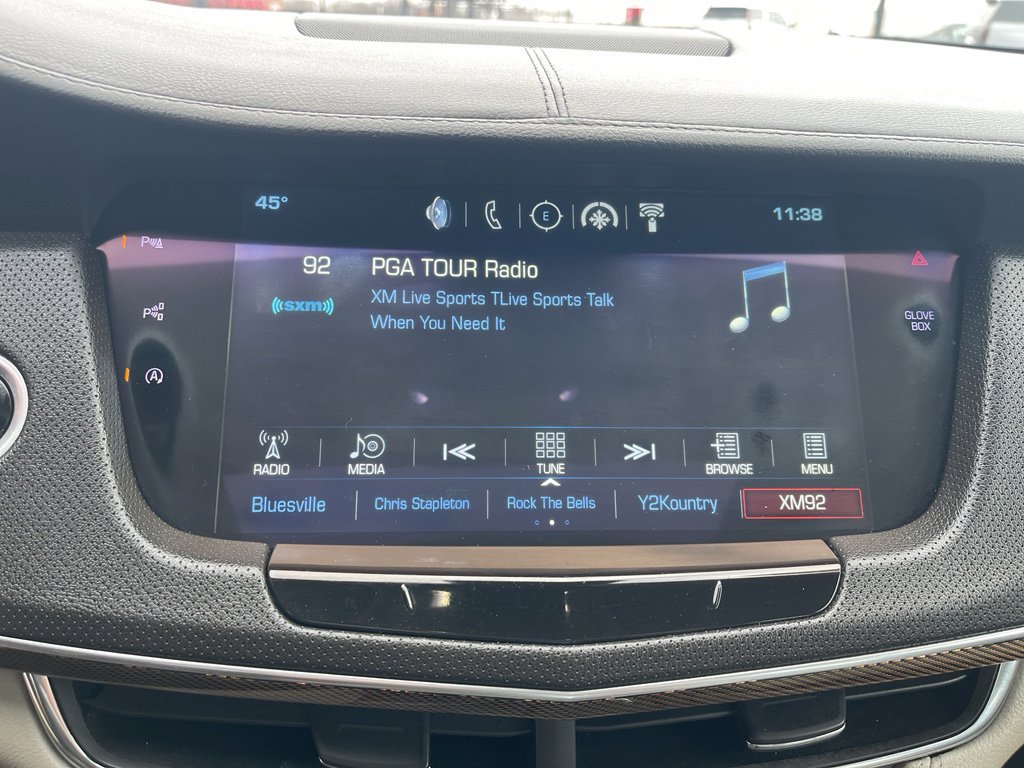 45° E 11:38
P
92 PGA TOUR Radio
((sxm)) XM Live Sports TLive Sports Talk
When You Need It
P
GLOVE
BOX
A
RADIO MEDIA TUNE BROWSE MENU
Bluesville Chris Stapleton Rock The Bells Y2Kountry XM92